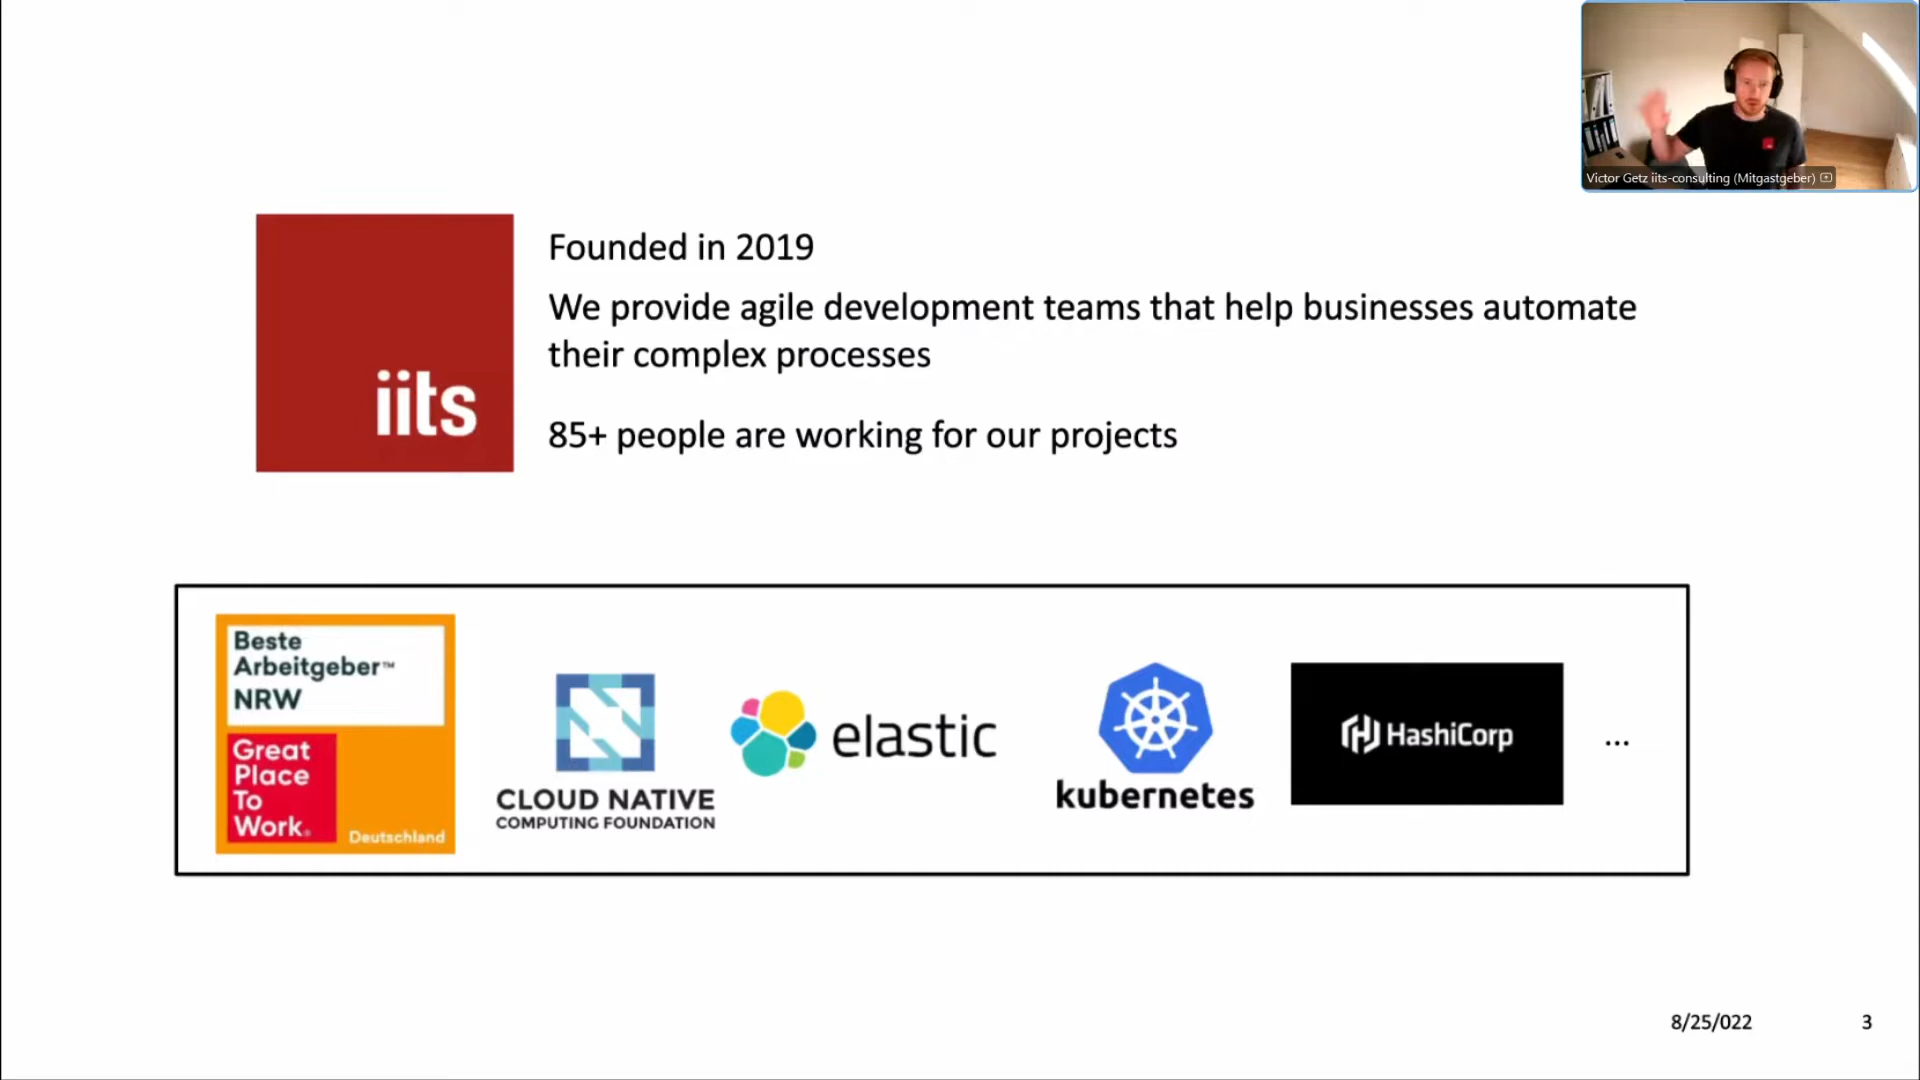 Victor Getz iits-consulting (Mitgastgeber)
iits
Founded in 2019
We provide agile development teams that help businesses automate
their complex processes
85+ people are working for our projects
Beste
Arbeitgeber™
NRW
Great
Place
To
Work®
Deutschland
CLOUD NATIVE
COMPUTING FOUNDATION
elastic
kubernetes
HashiCorp
...
8/25/022
3